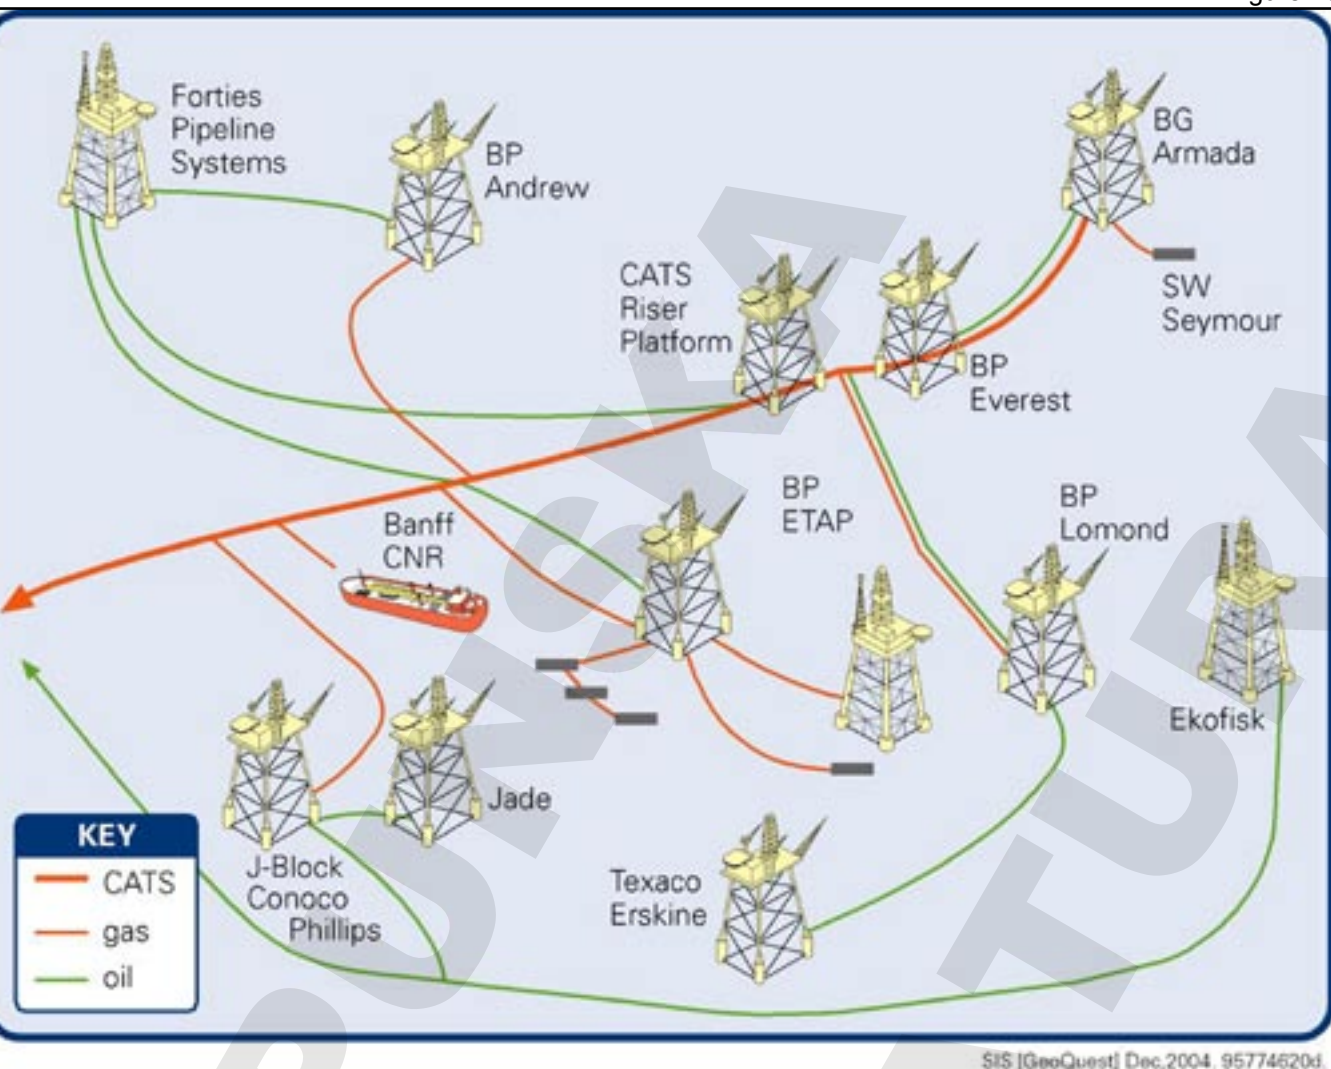 Forties
Pipeline
Systems
BP
Andrew
BG
Armada
CATS
Riser
Platform
SW
Seymour
BP
Everest
BP
ETAP
BP
Lomond
Banff
CNR
Ekofisk
Jade
J-Block
Conoco
Phillips
Texaco
Erskine
KEY
CATS
gas
oil
SIS [GeoQuest] Dec,2004. 95774620d.